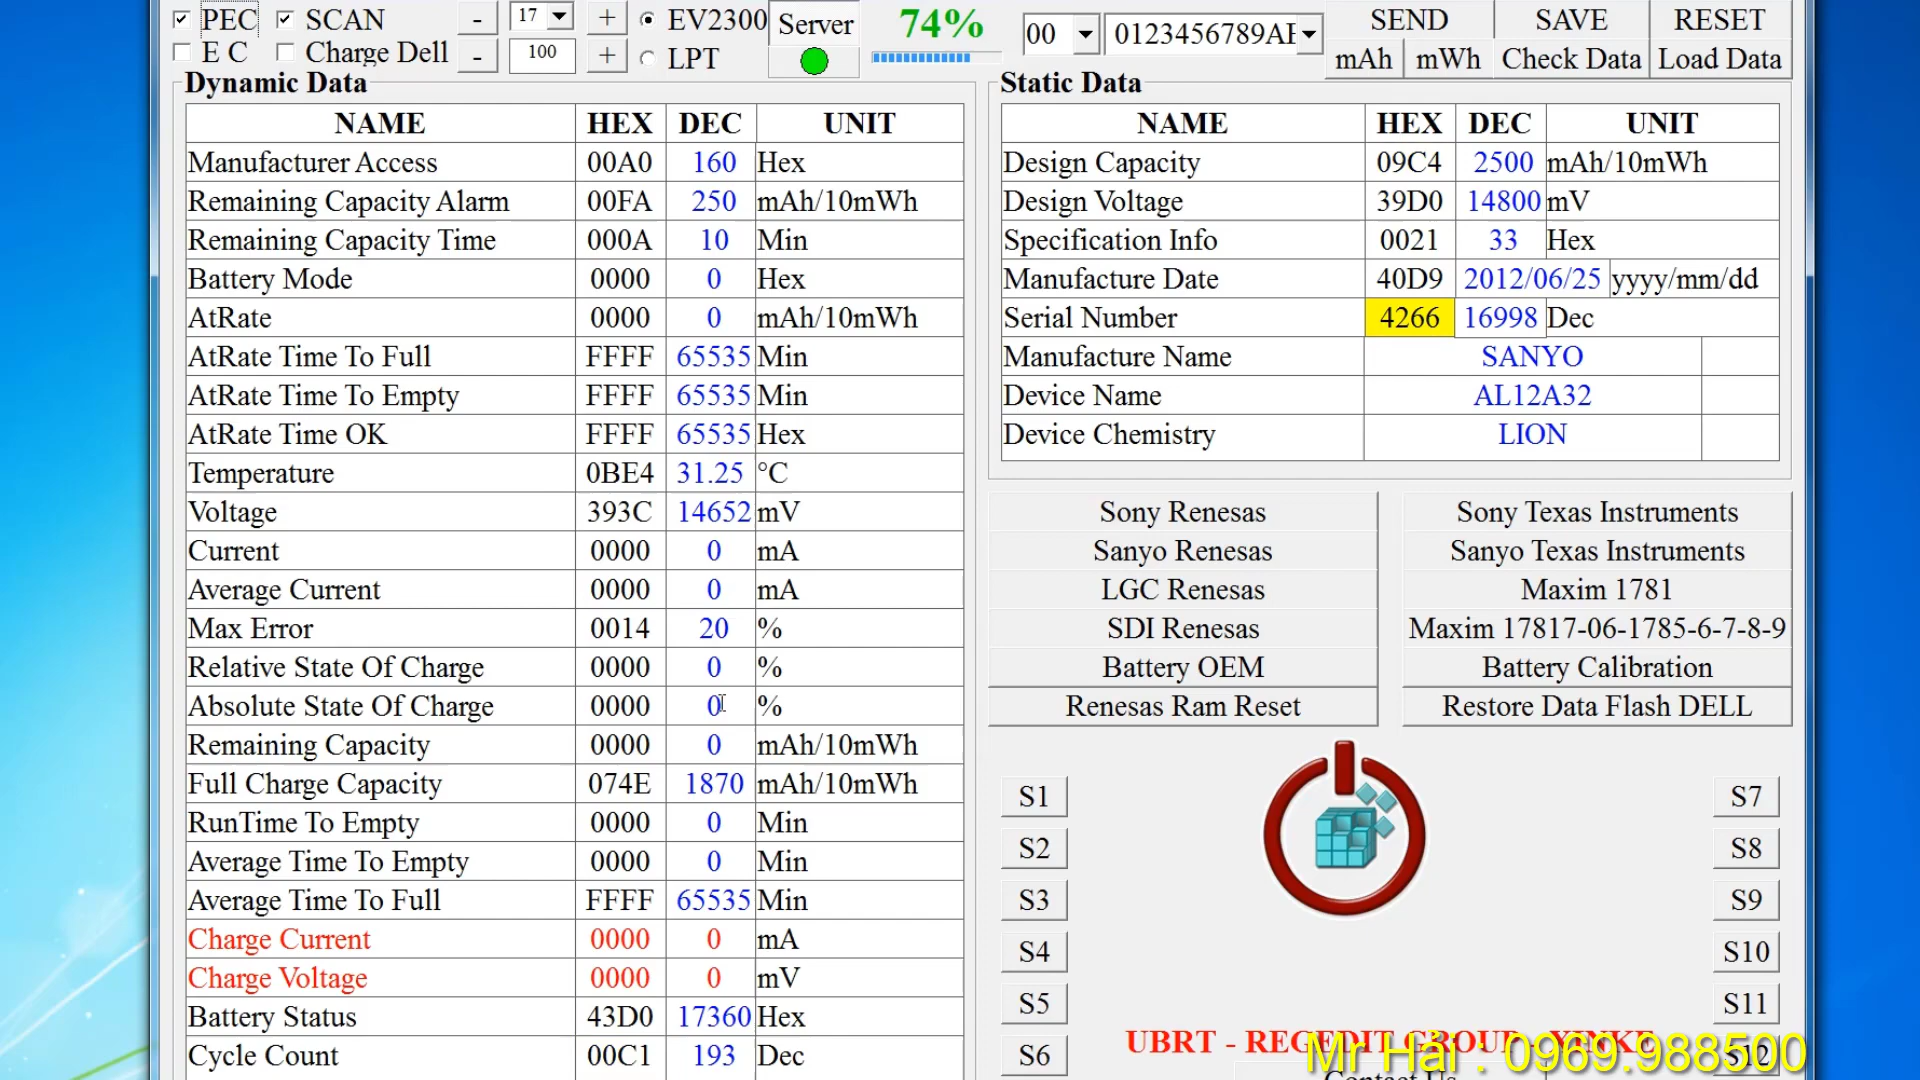 PEC SCAN - 17 + EV2300 Server 74% 00 0123456789AF SEND SAVE RESET
E C Charge Dell - 100 + LPT mAh mWh Check Data Load Data
Dynamic Data
NAME HEX DEC UNIT
Manufacturer Access 00A0 160 Hex
Remaining Capacity Alarm 00FA 250 mAh/10mWh
Remaining Capacity Time 000A 10 Min
Battery Mode 0000 0 Hex
AtRate 0000 0 mAh/10mWh
AtRate Time To Full FFFF 65535 Min
AtRate Time To Empty FFFF 65535 Min
AtRate Time OK FFFF 65535 Hex
Temperature 0BE4 31.25 °C
Voltage 393C 14652 mV
Current 0000 0 mA
Average Current 0000 0 mA
Max Error 0014 20 %
Relative State Of Charge 0000 0 %
Absolute State Of Charge 0000 0 %
Remaining Capacity 0000 0 mAh/10mWh
Full Charge Capacity 074E 1870 mAh/10mWh
RunTime To Empty 0000 0 Min
Average Time To Empty 0000 0 Min
Average Time To Full FFFF 65535 Min
Charge Current 0000 0 mA
Charge Voltage 0000 0 mV
Battery Status 43D0 17360 Hex
Cycle Count 00C1 193 Dec
Static Data
NAME HEX DEC UNIT
Design Capacity 09C4 2500 mAh/10mWh
Design Voltage 39D0 14800 mV
Specification Info 0021 33 Hex
Manufacture Date 40D9 2012/06/25 yyyy/mm/dd
Serial Number 4266 16998 Dec
Manufacture Name SANYO
Device Name AL12A32
Device Chemistry LION
Sony Renesas Sony Texas Instruments
Sanyo Renesas Sanyo Texas Instruments
LGC Renesas Maxim 1781
SDI Renesas Maxim 17817-06-1785-6-7-8-9
Battery OEM Battery Calibration
Renesas Ram Reset Restore Data Flash DELL
S1 S7
S2 S8
S3 S9
S4 S10
S5 S11
S6 S12
UBRT - REGEDIT GROUP - XINKE
Mr Hải : 0969.988500
Contact Us